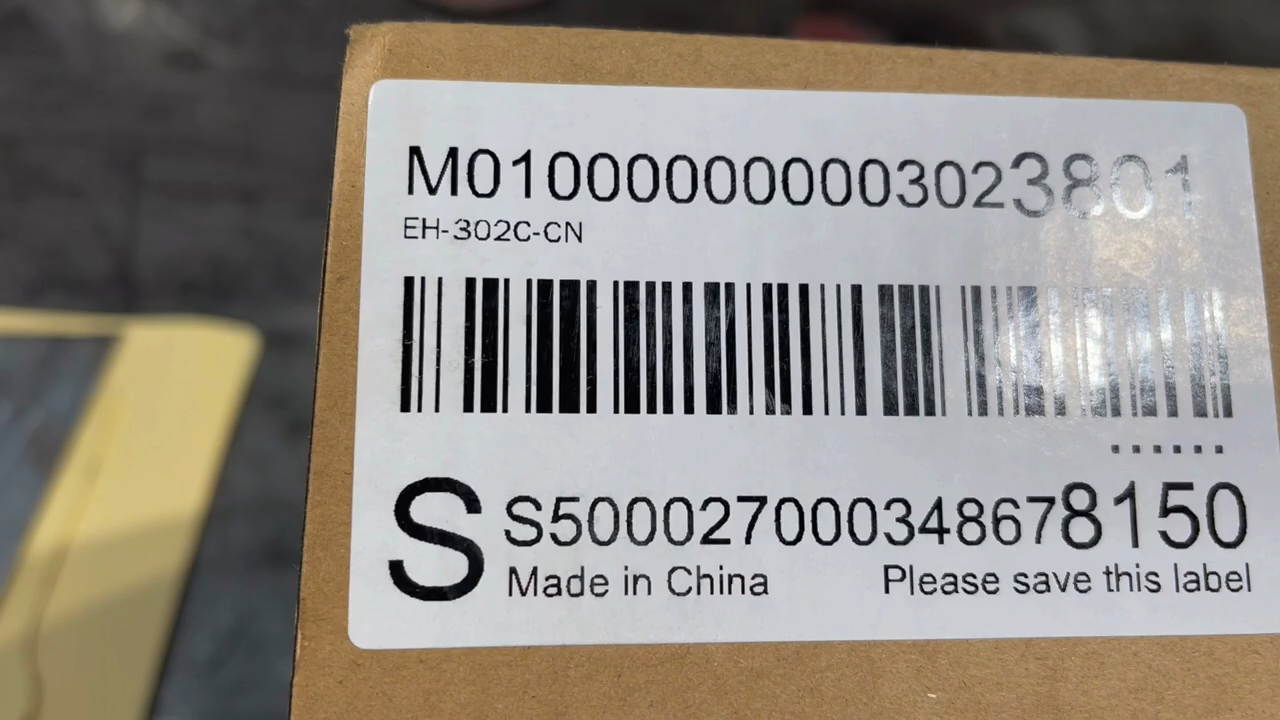 M010000000003023801
EH-302C-CN
S
S500027000348678150
Made in China
Please save this label